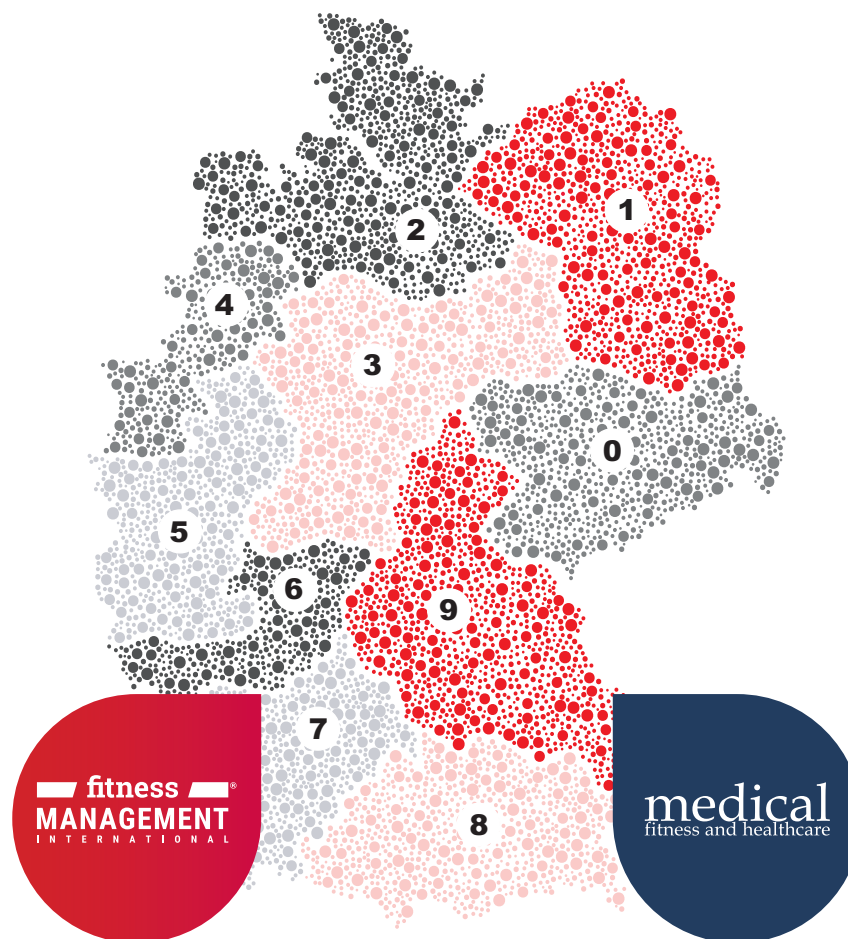 1
2
4
3
0
5
6
9
7
8
fitness ®
MANAGEMENT
INTERNATIONAL
medical
fitness and healthcare